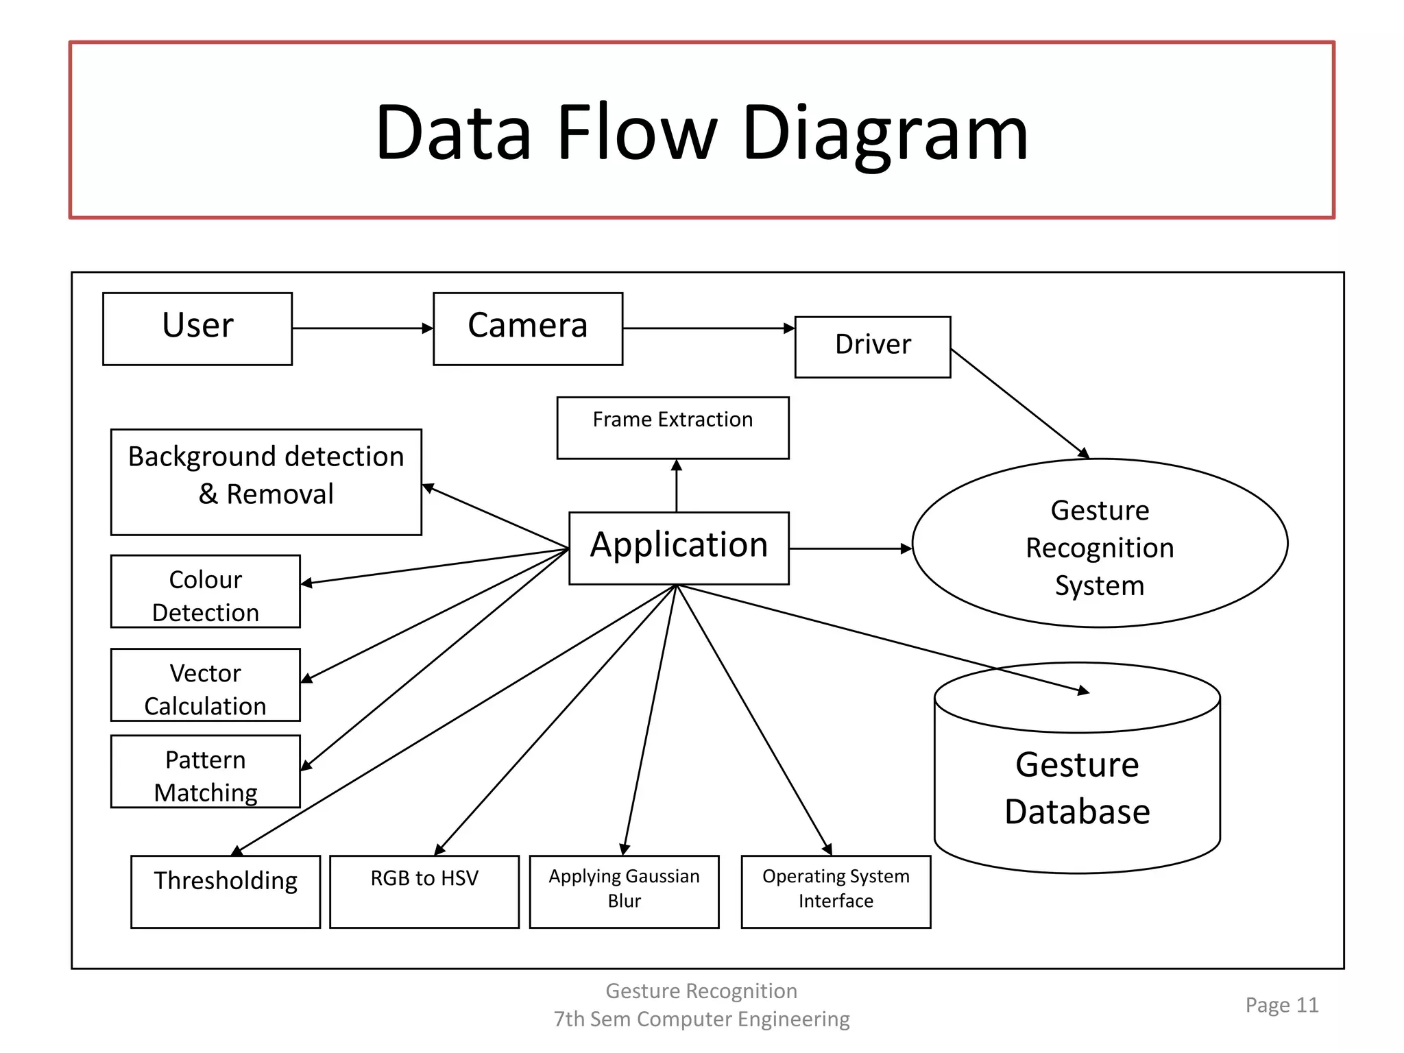 Data Flow Diagram
User
Camera
Driver
Frame Extraction
Background detection
& Removal
Gesture
Recognition
System
Application
Colour
Detection
Vector
Calculation
Pattern
Matching
Gesture
Database
Thresholding
RGB to HSV
Applying Gaussian
Blur
Operating System
Interface
Gesture Recognition
7th Sem Computer Engineering
Page 11